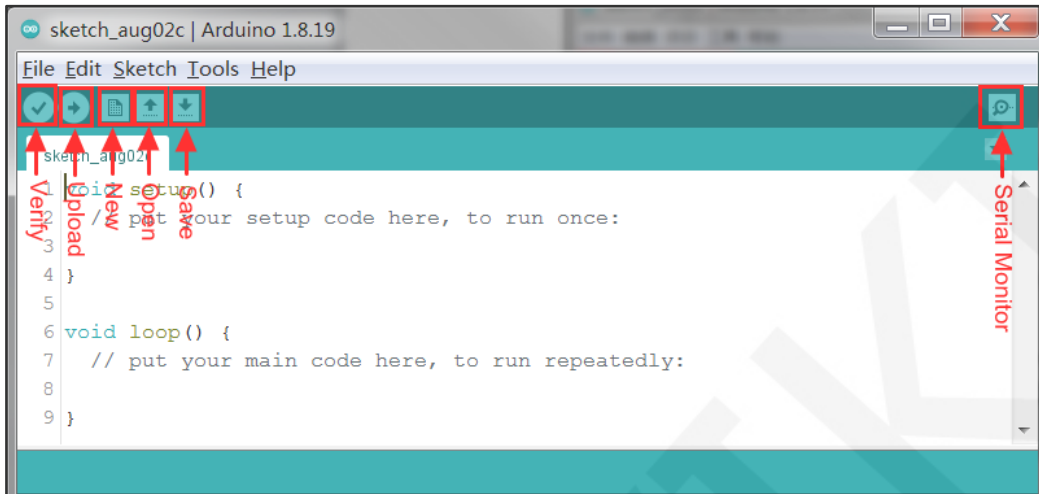 sketch_aug02c | Arduino 1.8.19
File Edit Sketch Tools Help
sketch_aug02c
Verify
Upload
New
Open
Save
Serial Monitor
1 void setup() {
2 // put your setup code here, to run once:
3
4 }
5
6 void loop() {
7 // put your main code here, to run repeatedly:
8
9 }